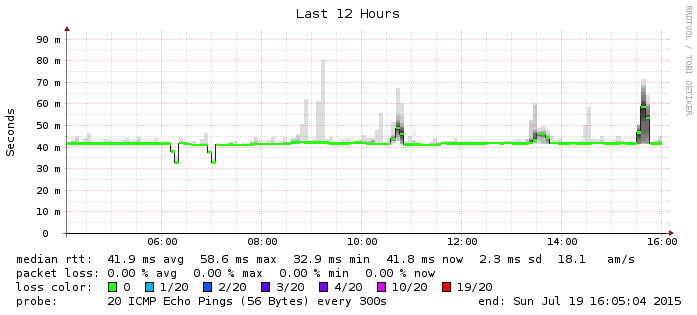 Last 12 Hours
RRDTOOL / TOBI OETIKER
Seconds
90 m
80 m
70 m
60 m
50 m
40 m
30 m
20 m
10 m
0
06:00 08:00 10:00 12:00 14:00 16:00
median rtt: 41.9 ms avg 58.6 ms max 32.9 ms min 41.8 ms now 2.3 ms sd 18.1 am/s
packet loss: 0.00 % avg 0.00 % max 0.00 % min 0.00 % now
loss color: 0 1/20 2/20 3/20 4/20 10/20 19/20
probe: 20 ICMP Echo Pings (56 Bytes) every 300s end: Sun Jul 19 16:05:04 2015